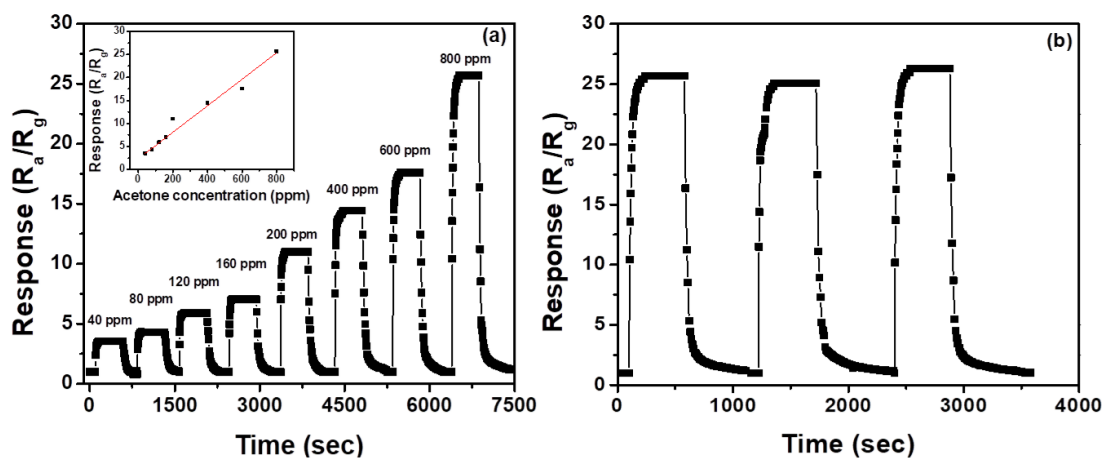 (a)
Response (Ra/Rg)
30
25
20
15
10
5
0
40 ppm
80 ppm
120 ppm
160 ppm
200 ppm
400 ppm
600 ppm
800 ppm
0 1500 3000 4500 6000 7500
Time (sec)
Response (Ra/Rg)
30
25
20
15
10
5
0
0 200 400 600 800
Acetone concentration (ppm)
(b)
Response (Ra/Rg)
30
25
20
15
10
5
0
0 1000 2000 3000 4000
Time (sec)